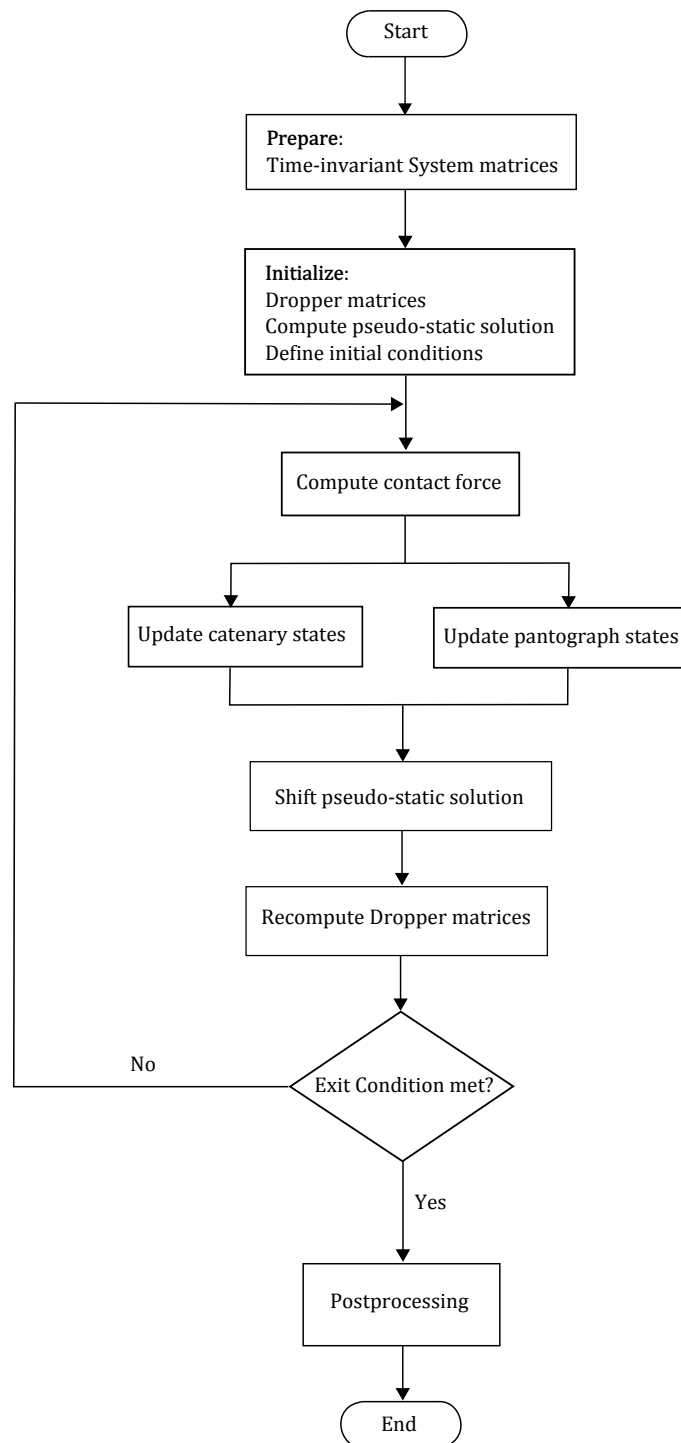 Start
Prepare:
Time-invariant System matrices
Initialize:
Dropper matrices
Compute pseudo-static solution
Define initial conditions
Compute contact force
Update catenary states
Update pantograph states
Shift pseudo-static solution
Recompute Dropper matrices
No
Exit Condition met?
Yes
Postprocessing
End